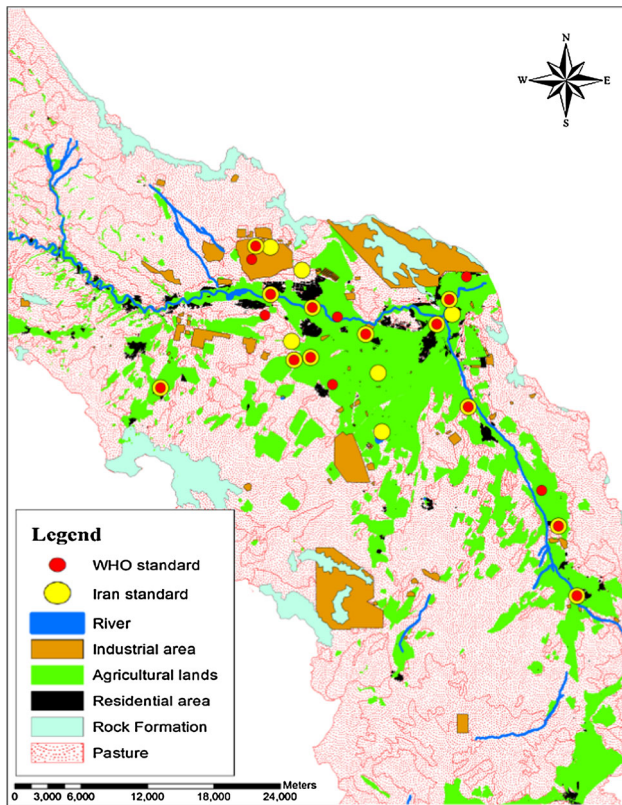 N
W E
S
Legend
WHO standard
Iran standard
River
Industrial area
Agricultural lands
Residential area
Rock Formation
Pasture
Meters
0 3,000 6,000 12,000 18,000 24,000